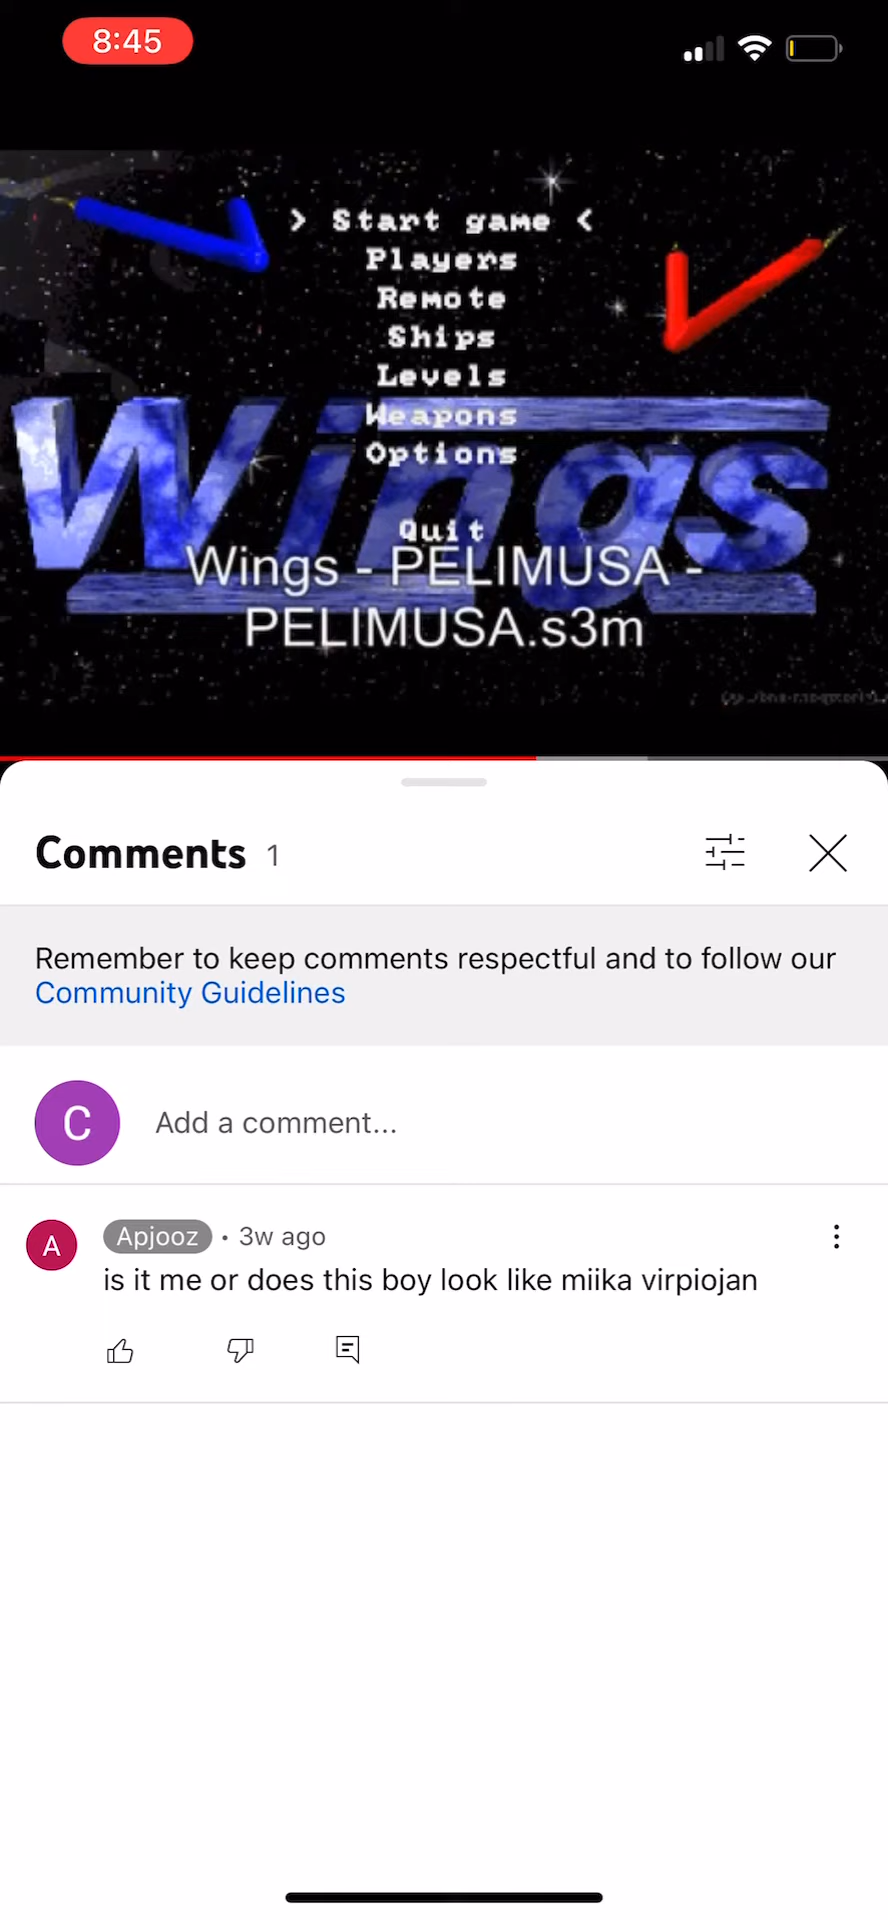 8:45
> Start game <
Players
Remote
Ships
Levels
Weapons
Options
Quit
Wings
Wings - PELIMUSA -
PELIMUSA.s3m
Comments 1
Remember to keep comments respectful and to follow our
Community Guidelines
C
Add a comment...
A
Apjooz • 3w ago
is it me or does this boy look like miika virpiojan